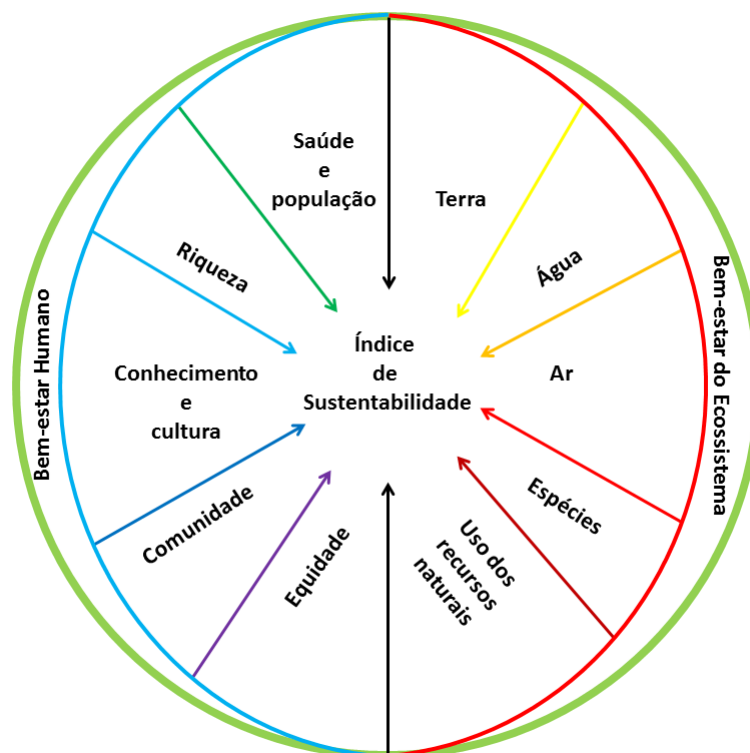 Saúde
e
população
Terra
Riqueza
Água
Bem-estar Humano
Bem-estar do Ecossistema
Índice
de
Sustentabilidade
Conhecimento
e
cultura
Ar
Comunidade
Espécies
Equidade
Uso dos
recursos
naturais